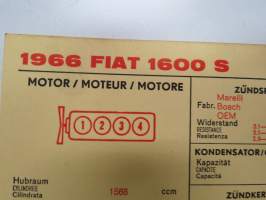 1966 FIAT 1600 S
MOTOR / MOTEUR / MOTORE
1 2 3 4
Hubraum
CYLINDREE
Cilindrata
1568 ccm
ZÜNDS
Marelli
Fabr. Bosch
OEM
Widerstand
RESISTANCE
Resistenza
KONDENSATOR/
Kapazität
CAPACITE
Capacità
ZÜNDKER